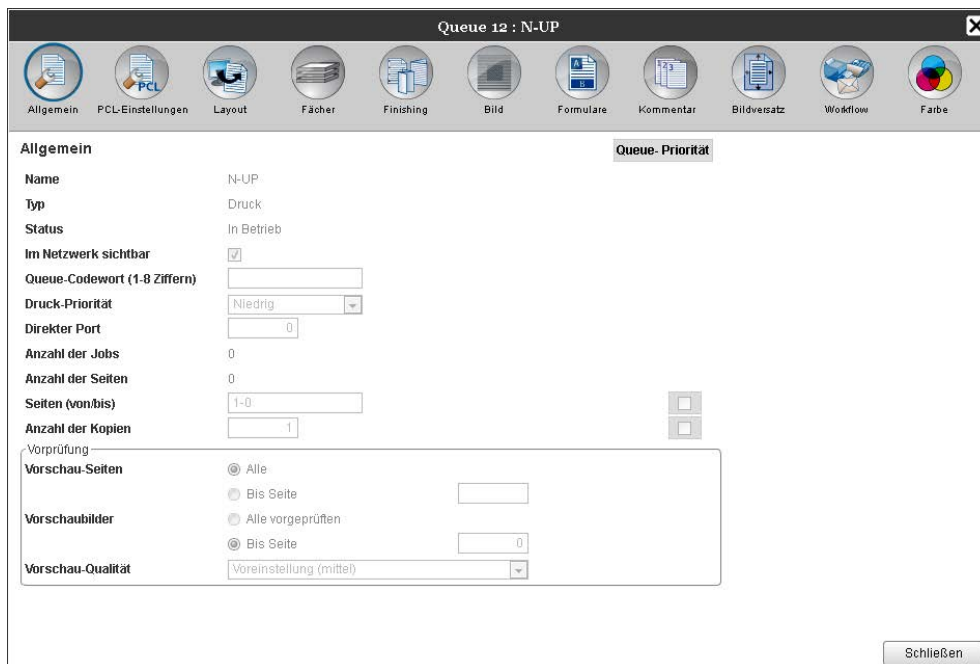 Queue 12 : N-UP
Allgemein PCL-Einstellungen Layout Fächer Finishing Bild Formulare Kommentar Bildversatz Workflow Farbe
Allgemein Queue- Priorität
Name N-UP
Typ Druck
Status In Betrieb
Im Netzwerk sichtbar
Queue-Codewort (1-8 Ziffern)
Druck-Priorität Niedrig
Direkter Port 0
Anzahl der Jobs 0
Anzahl der Seiten 0
Seiten (von/bis) 1-0
Anzahl der Kopien 1
Vorprüfung
Vorschau-Seiten Alle
Bis Seite
Vorschaubilder Alle vorgeprüften
Bis Seite 0
Vorschau-Qualität Voreinstellung (mittel)
Schließen